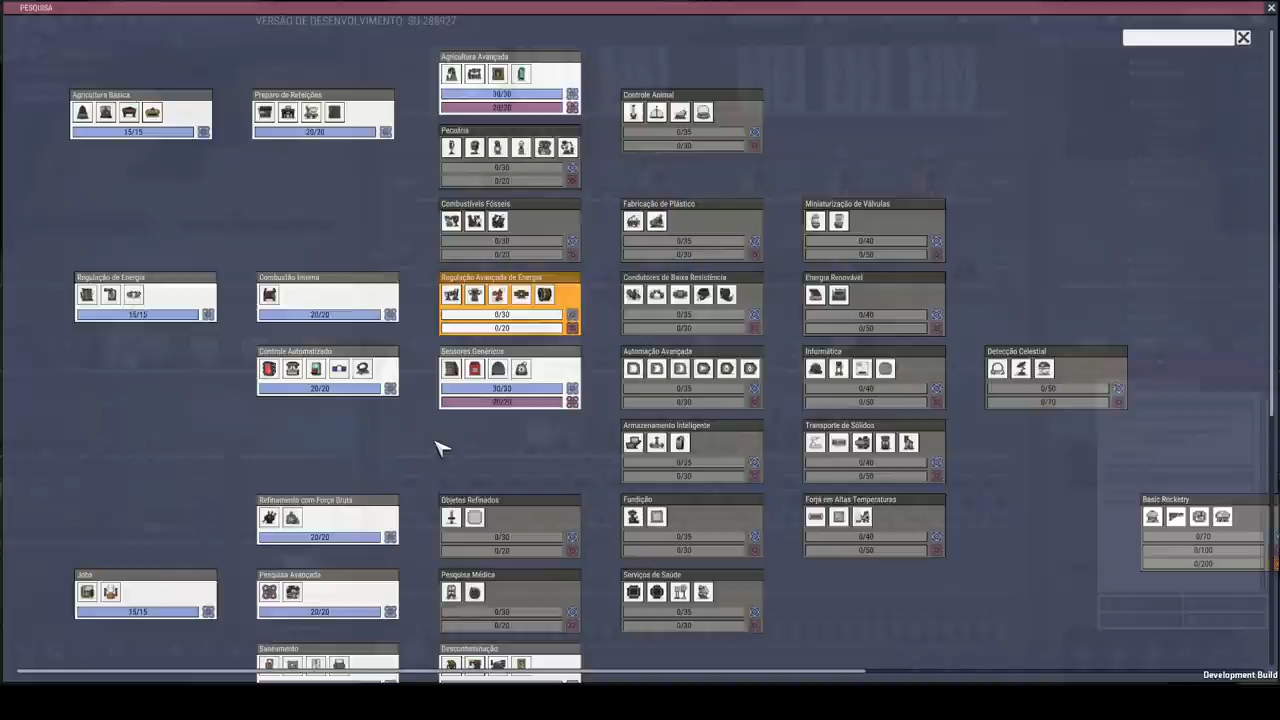 PESQUISA
VERSÃO DE DESENVOLVIMENTO: SU-288927
Agricultura Avançada
30/30
20/20
Agricultura Básica
15/15
Preparo de Refeições
20/20
Controle Animal
0/35
0/30
Pecuária
0/30
0/20
Combustíveis Fósseis
0/30
0/20
Fabricação de Plástico
0/35
0/30
Miniaturização de Válvulas
0/40
0/50
Regulação de Energia
15/15
Combustão Interna
20/20
Regulação Avançada de Energia
0/30
0/20
Condutores de Baixa Resistência
0/35
0/30
Energia Renovável
0/40
0/50
Controle Automatizado
20/20
Sensores Genéricos
30/30
20/20
Automação Avançada
0/35
0/30
Informática
0/40
0/50
Detecção Celestial
0/50
0/70
Armazenamento Inteligente
0/35
0/30
Transporte de Sólidos
0/40
0/50
Refinamento com Força Bruta
20/20
Objetos Refinados
0/30
0/20
Fundição
0/35
0/30
Forja em Altas Temperaturas
0/40
0/50
Basic Rocketry
0/70
0/100
0/200
Jobs
15/15
Pesquisa Avançada
20/20
Pesquisa Médica
0/30
0/20
Serviços de Saúde
0/35
0/30
Saneamento
Descontaminação
Development Build